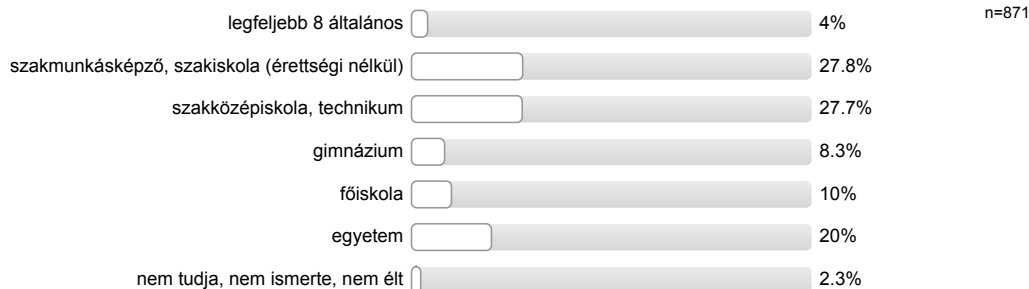 legfeljebb 8 általános 4% n=871
szakmunkásképző, szakiskola (érettségi nélkül) 27.8%
szakközépiskola, technikum 27.7%
gimnázium 8.3%
főiskola 10%
egyetem 20%
nem tudja, nem ismerte, nem élt 2.3%